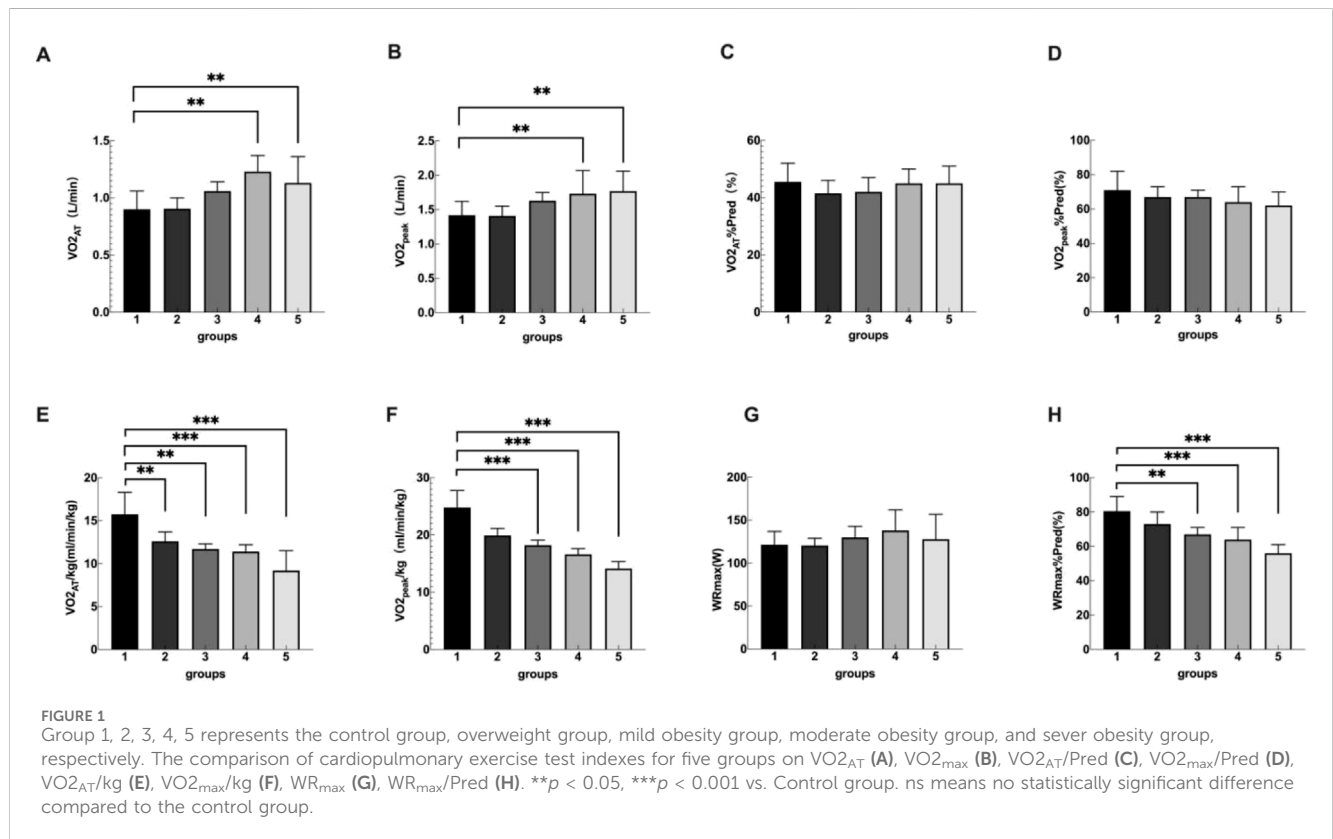 A
B
C
D
**
**
1.5
1.0
0.5
0.0
VO2AT (L/min)
1 2 3 4 5
groups
**
**
2.5
2.0
1.5
1.0
0.5
0.0
VO2peak (L/min)
1 2 3 4 5
groups
60
40
20
0
VO2AT%Pred (%)
1 2 3 4 5
groups
100
80
60
40
20
0
VO2peak%Pred(%)
1 2 3 4 5
groups
E
F
G
H
***
***
**
**
20
15
10
5
0
VO2AT/kg(ml/min/kg)
1 2 3 4 5
groups
***
***
***
30
20
10
0
VO2peak/kg (ml/min/kg)
1 2 3 4 5
groups
200
150
100
50
0
WRmax(W)
1 2 3 4 5
groups
***
***
**
100
80
60
40
20
0
WRmax%Pred(%)
1 2 3 4 5
groups
FIGURE 1
Group 1, 2, 3, 4, 5 represents the control group, overweight group, mild obesity group, moderate obesity group, and sever obesity group,
respectively. The comparison of cardiopulmonary exercise test indexes for five groups on VO2AT (A), VO2max (B), VO2AT/Pred (C), VO2max/Pred (D),
VO2AT/kg (E), VO2max/kg (F), WRmax (G), WRmax/Pred (H). **p < 0.05, ***p < 0.001 vs. Control group. ns means no statistically significant difference
compared to the control group.